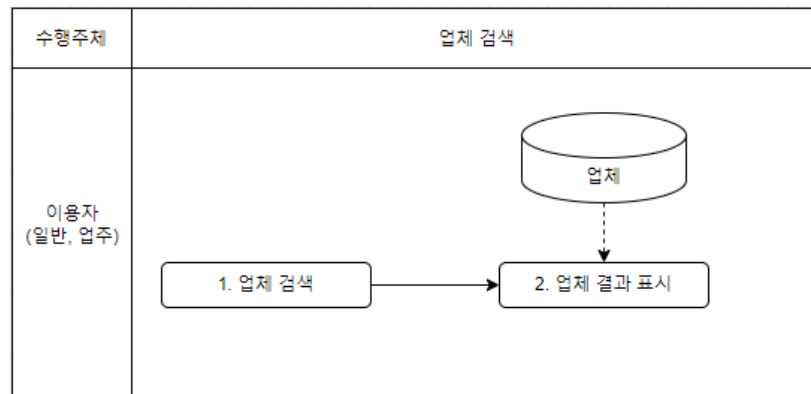 수행주체
업체 검색
업체
이용자
(일반, 업주)
1. 업체 검색
2. 업체 결과 표시